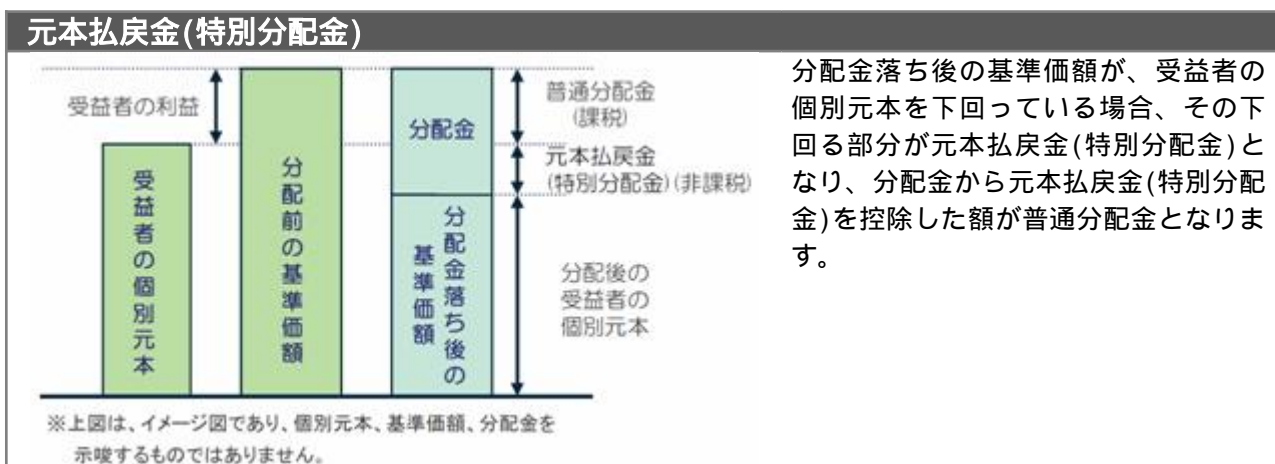 元本払戻金(特別分配金)
受益者の利益
受益者の個別元本
分配前の基準価額
分配金
分配金落ち後の
基準価額
普通分配金
(課税)
元本払戻金
(特別分配金)(非課税)
分配後の
受益者の
個別元本
※上図は、イメージ図であり、個別元本、基準価額、分配金を
示唆するものではありません。
分配金落ち後の基準価額が、受益者の
個別元本を下回っている場合、その下
回る部分が元本払戻金(特別分配金)と
なり、分配金から元本払戻金(特別分配
金)を控除した額が普通分配金となりま
す。